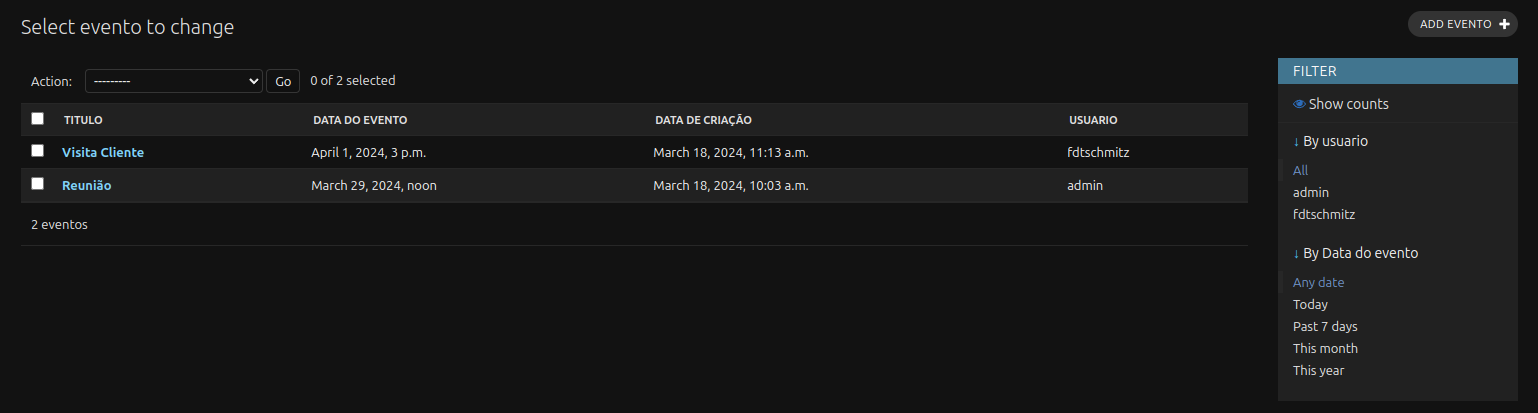 Select evento to change
ADD EVENTO
Action: --------- Go 0 of 2 selected
TITULO DATA DO EVENTO DATA DE CRIAÇÃO USUARIO
Visita Cliente April 1, 2024, 3 p.m. March 18, 2024, 11:13 a.m. fdtschmitz
Reunião March 29, 2024, noon March 18, 2024, 10:03 a.m. admin
2 eventos
FILTER
Show counts
↓ By usuario
All
admin
fdtschmitz
↓ By Data do evento
Any date
Today
Past 7 days
This month
This year